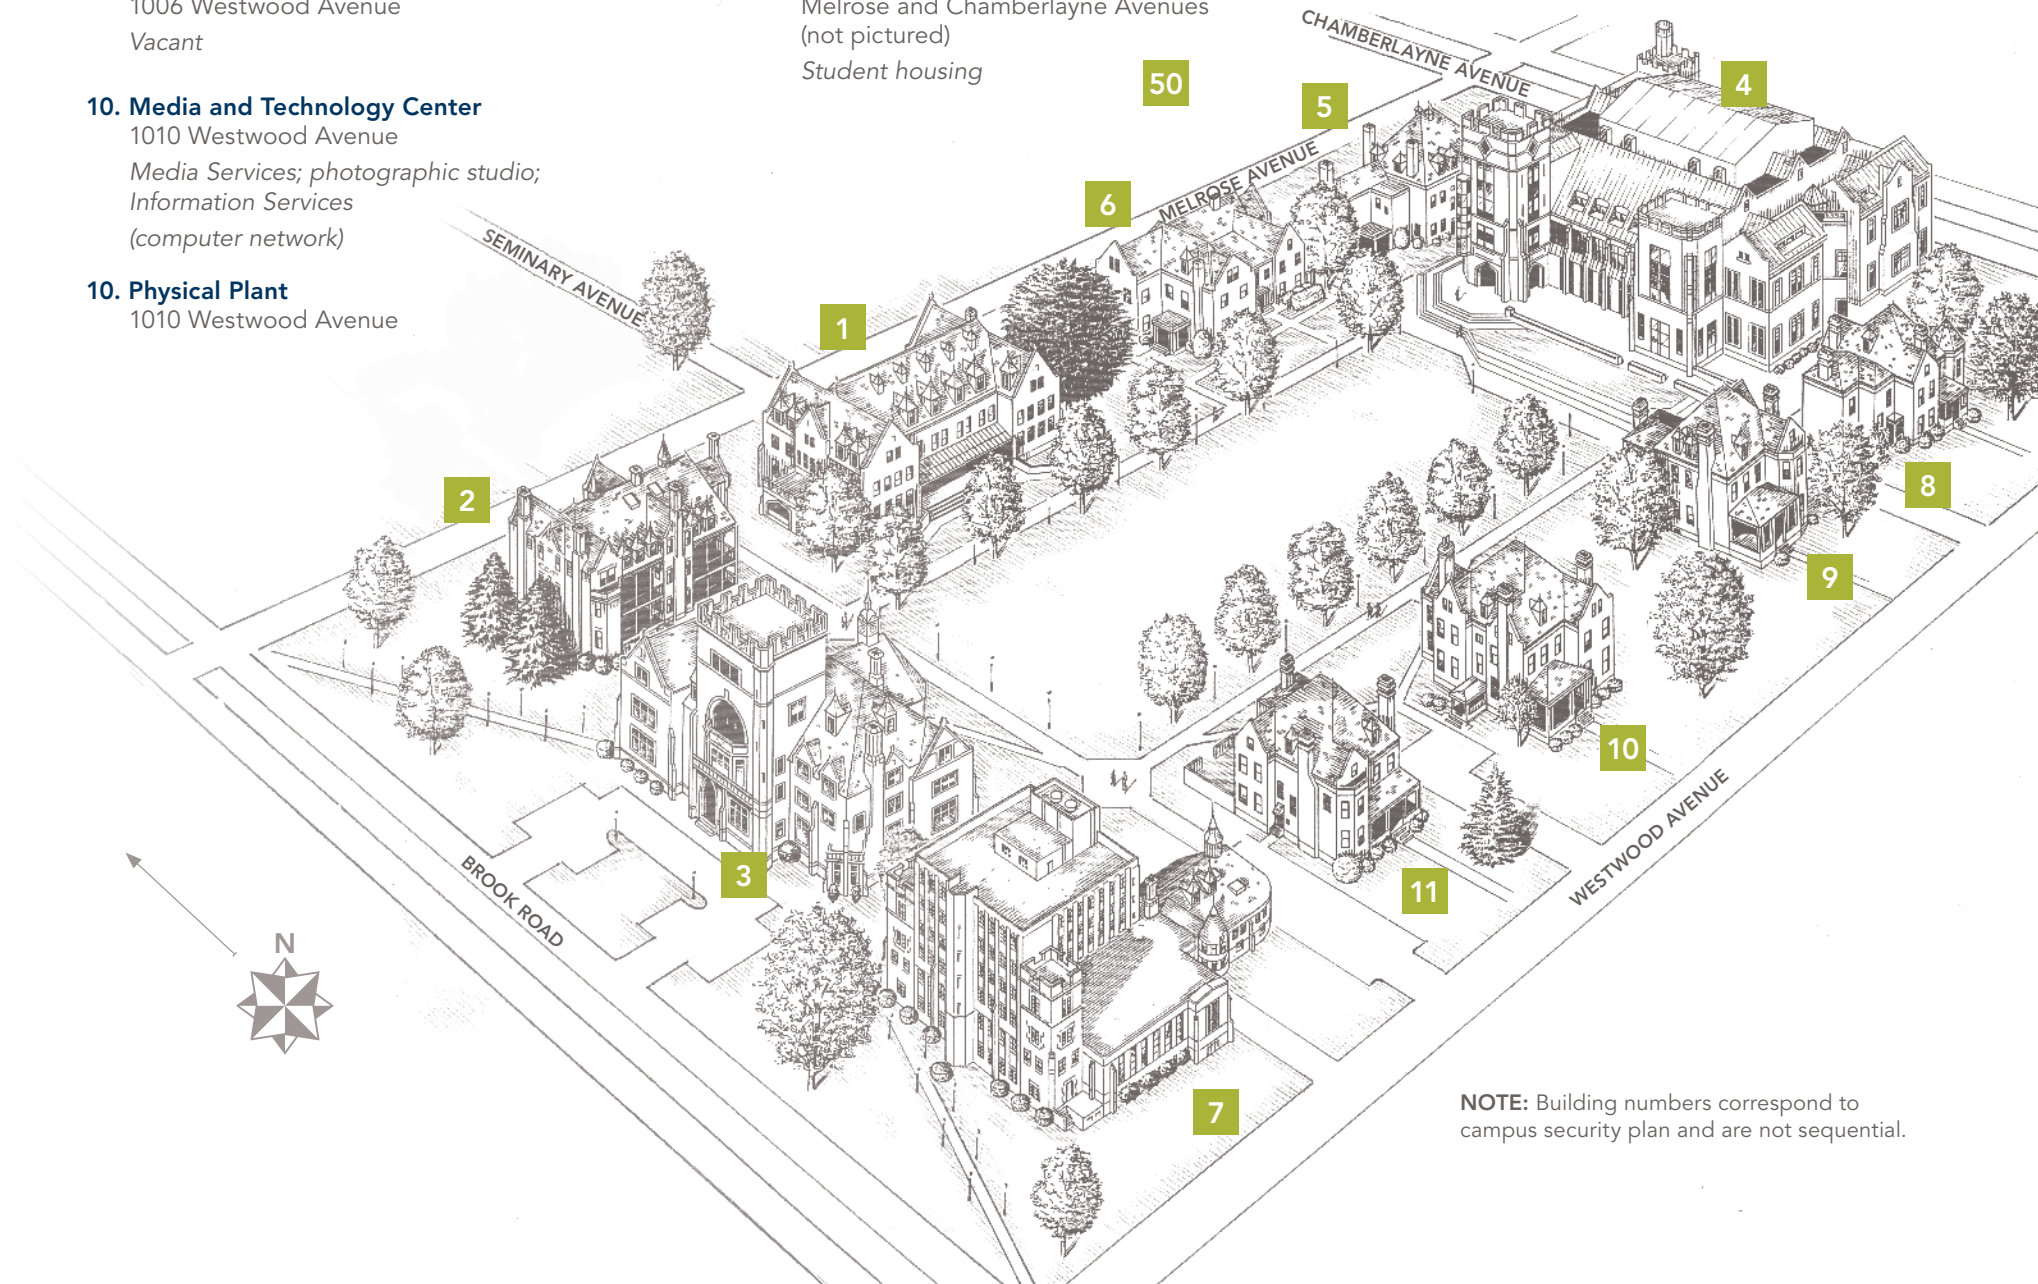 1006 Westwood Avenue
Vacant
10. Media and Technology Center
1010 Westwood Avenue
Media Services; photographic studio;
Information Services
(computer network)
10. Physical Plant
1010 Westwood Avenue
Melrose and Chamberlayne Avenues
(not pictured)
Student housing
50
5
4
CHAMBERLAYNE AVENUE
MELROSE AVENUE
6
SEMINARY AVENUE
1
2
8
9
10
WESTWOOD AVENUE
3
11
BROOK ROAD
N
7
NOTE: Building numbers correspond to
campus security plan and are not sequential.